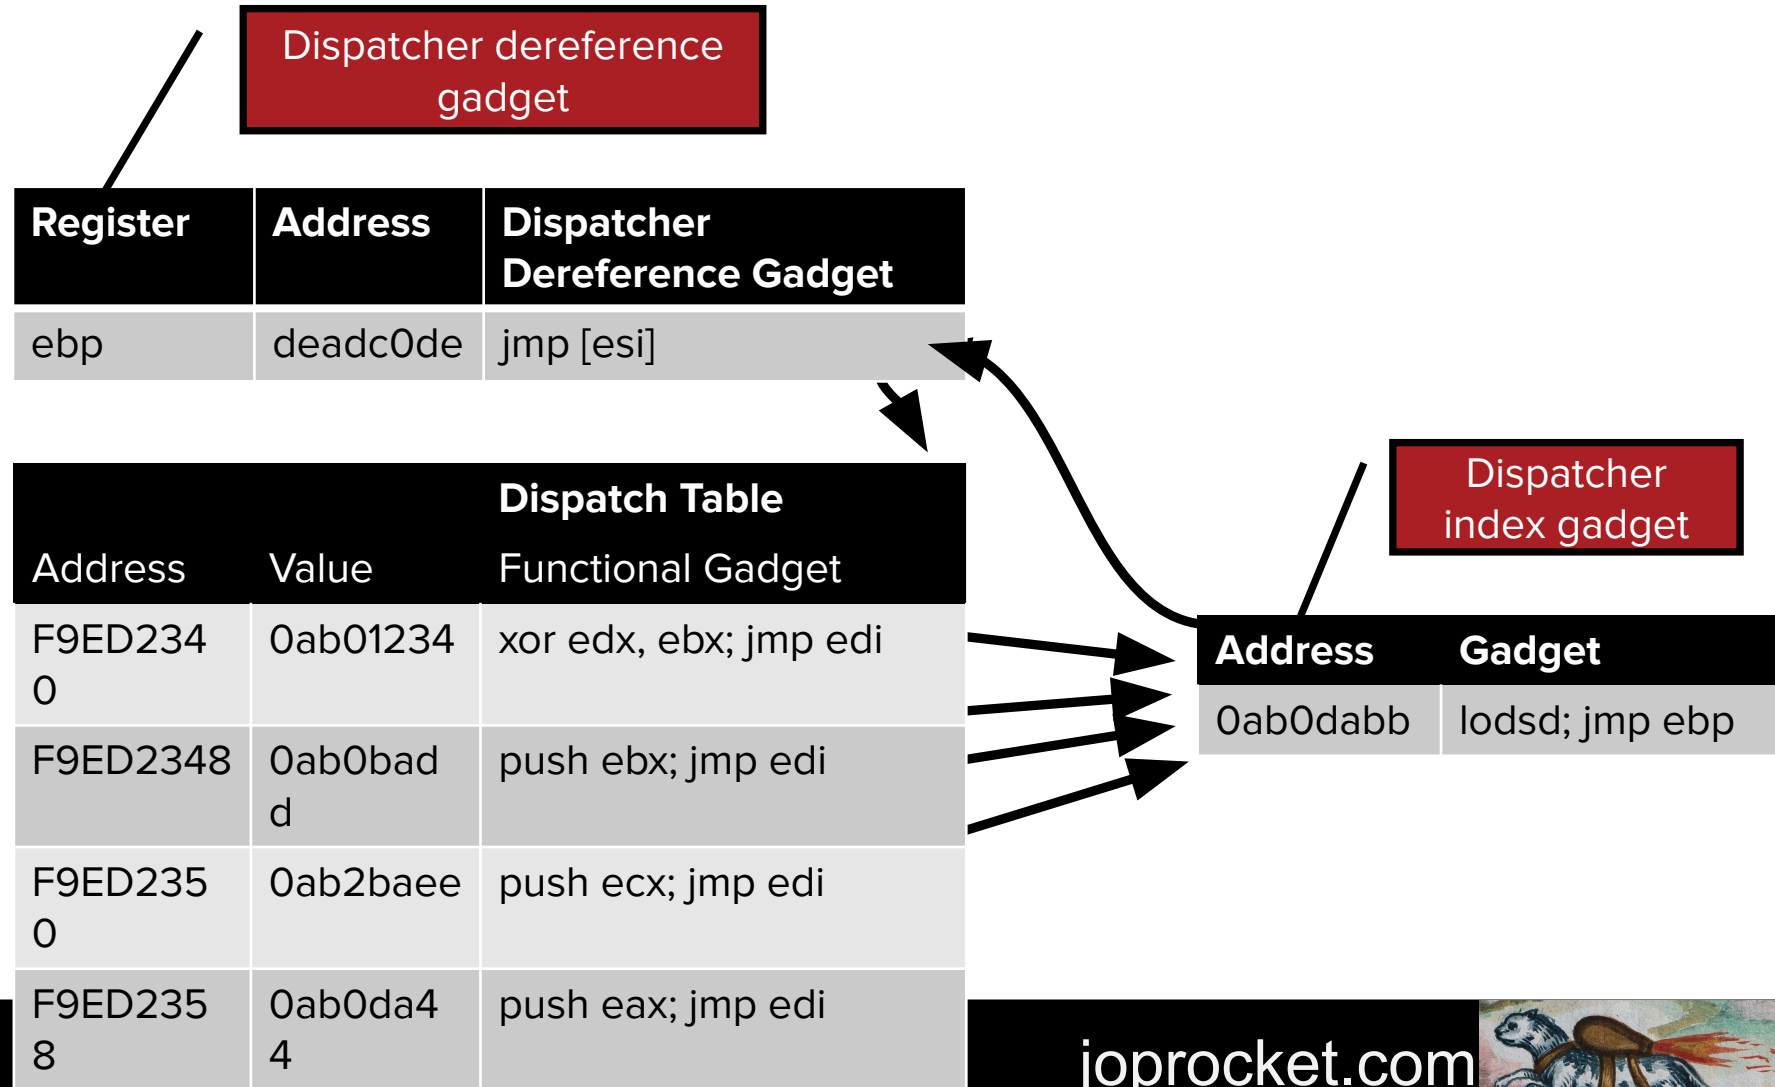 Dispatcher dereference
gadget
Register Address Dispatcher
Dereference Gadget
ebp deadc0de jmp [esi]
Dispatcher
index gadget
Dispatch Table
Address Value Functional Gadget
F9ED234
0
0ab01234
xor edx, ebx; jmp edi
F9ED2348
0ab0bad
d
push ebx; jmp edi
F9ED235
0
0ab2baee
push ecx; jmp edi
F9ED235
8
0ab0da4
4
push eax; jmp edi
Address Gadget
0ab0dabb lodsd; jmp ebp
joprocket.com